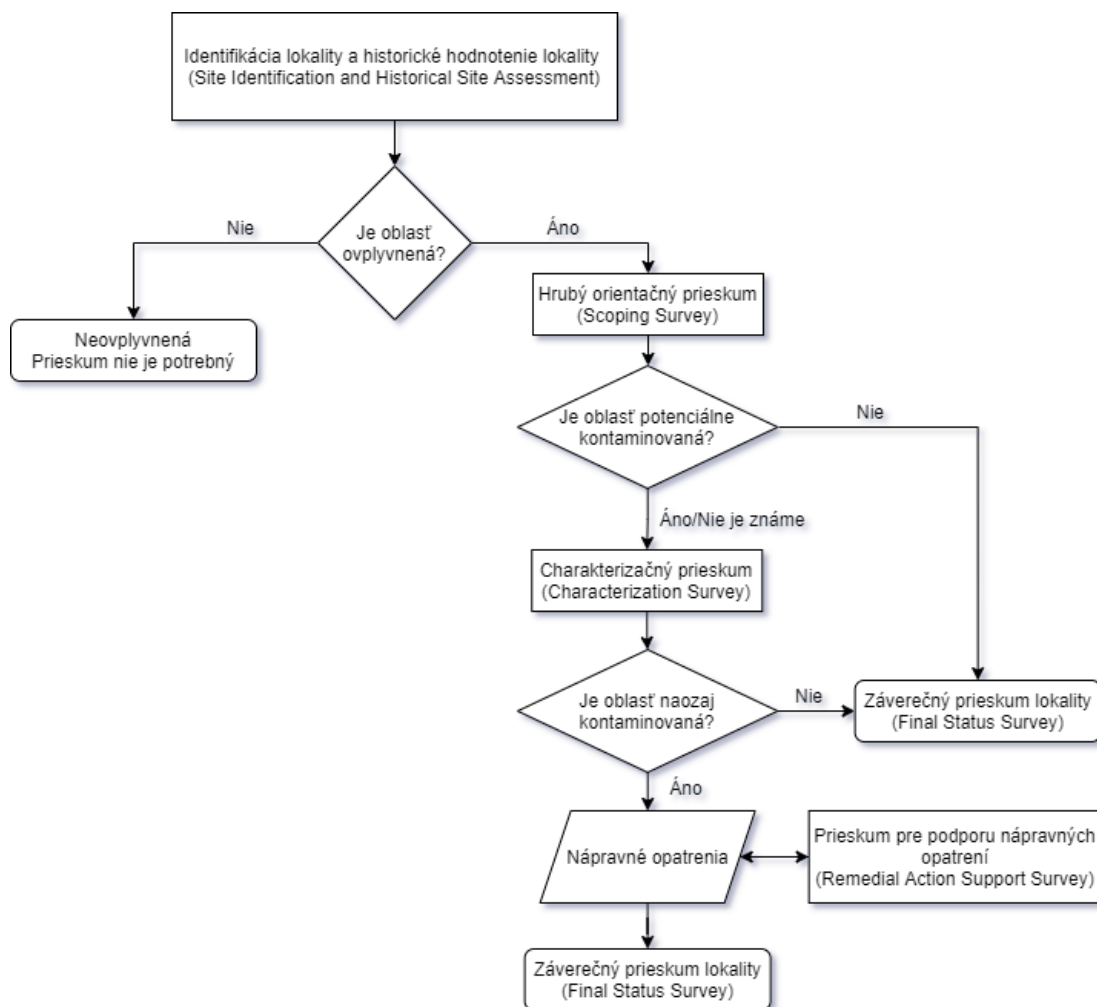 Identifikácia lokality a historické hodnotenie lokality
(Site Identification and Historical Site Assessment)
Nie
Je oblasť
ovplyvnená?
Áno
Neovplyvnená
Prieskum nie je potrebný
Hrubý orientačný prieskum
(Scoping Survey)
Je oblasť potenciálne
kontaminovaná?
Nie
Áno/Nie je známe
Charakterizačný prieskum
(Characterization Survey)
Je oblasť naozaj
kontaminovaná?
Nie
Záverečný prieskum lokality
(Final Status Survey)
Áno
Nápravné opatrenia
Prieskum pre podporu nápravných
opatrení
(Remedial Action Support Survey)
Záverečný prieskum lokality
(Final Status Survey)